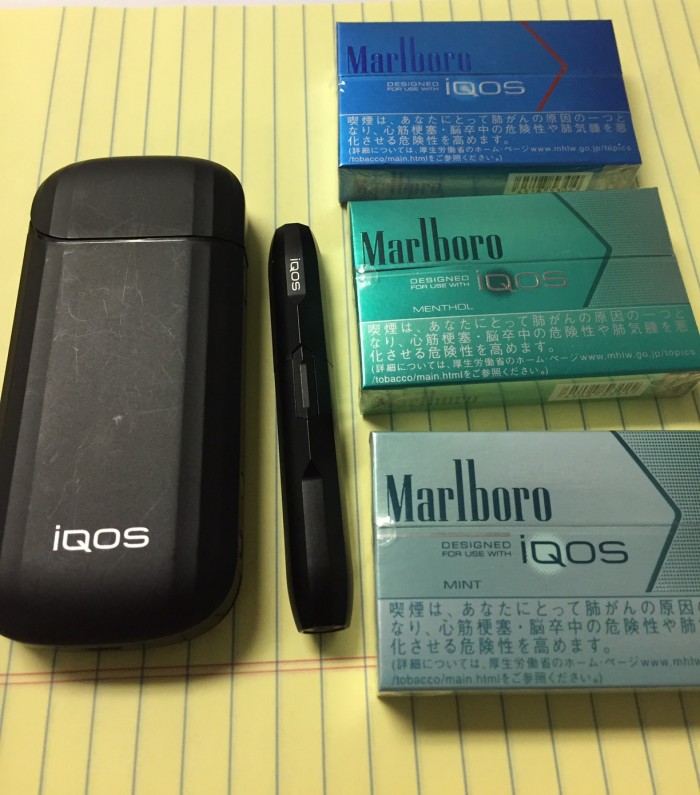 iQOS
iQOS
Marlboro
DESIGNED
FOR USE WITH iQOS
喫煙は、あなたにとって肺がんの原因の一つと
なり、心筋梗塞・脳卒中の危険性や肺気腫を悪
化させる危険性を高めます。
(詳細については、厚生労働省のホーム・ページwww.mhlw.go.jp/topics
/tobacco/main.htmlをご参照ください。)
Marlboro
Marlboro
DESIGNED
FOR USE WITH iQOS
MENTHOL
喫煙は、あなたにとって肺がんの原因の一つと
なり、心筋梗塞・脳卒中の危険性や肺気腫を悪
化させる危険性を高めます。
(詳細については、厚生労働省のホーム・ページwww.mhlw.go.jp/topics
/tobacco/main.htmlをご参照ください。)
Marlboro
Marlboro
DESIGNED
FOR USE WITH iQOS
MINT
喫煙は、あなたにとって肺がんの原因の一
なり、心筋梗塞・脳卒中の危険性や肺気腫を
化させる危険性を高めます。
(詳細については、厚生労働省のホーム・ページwww.mhlw
/tobacco/main.htmlをご参照ください。)